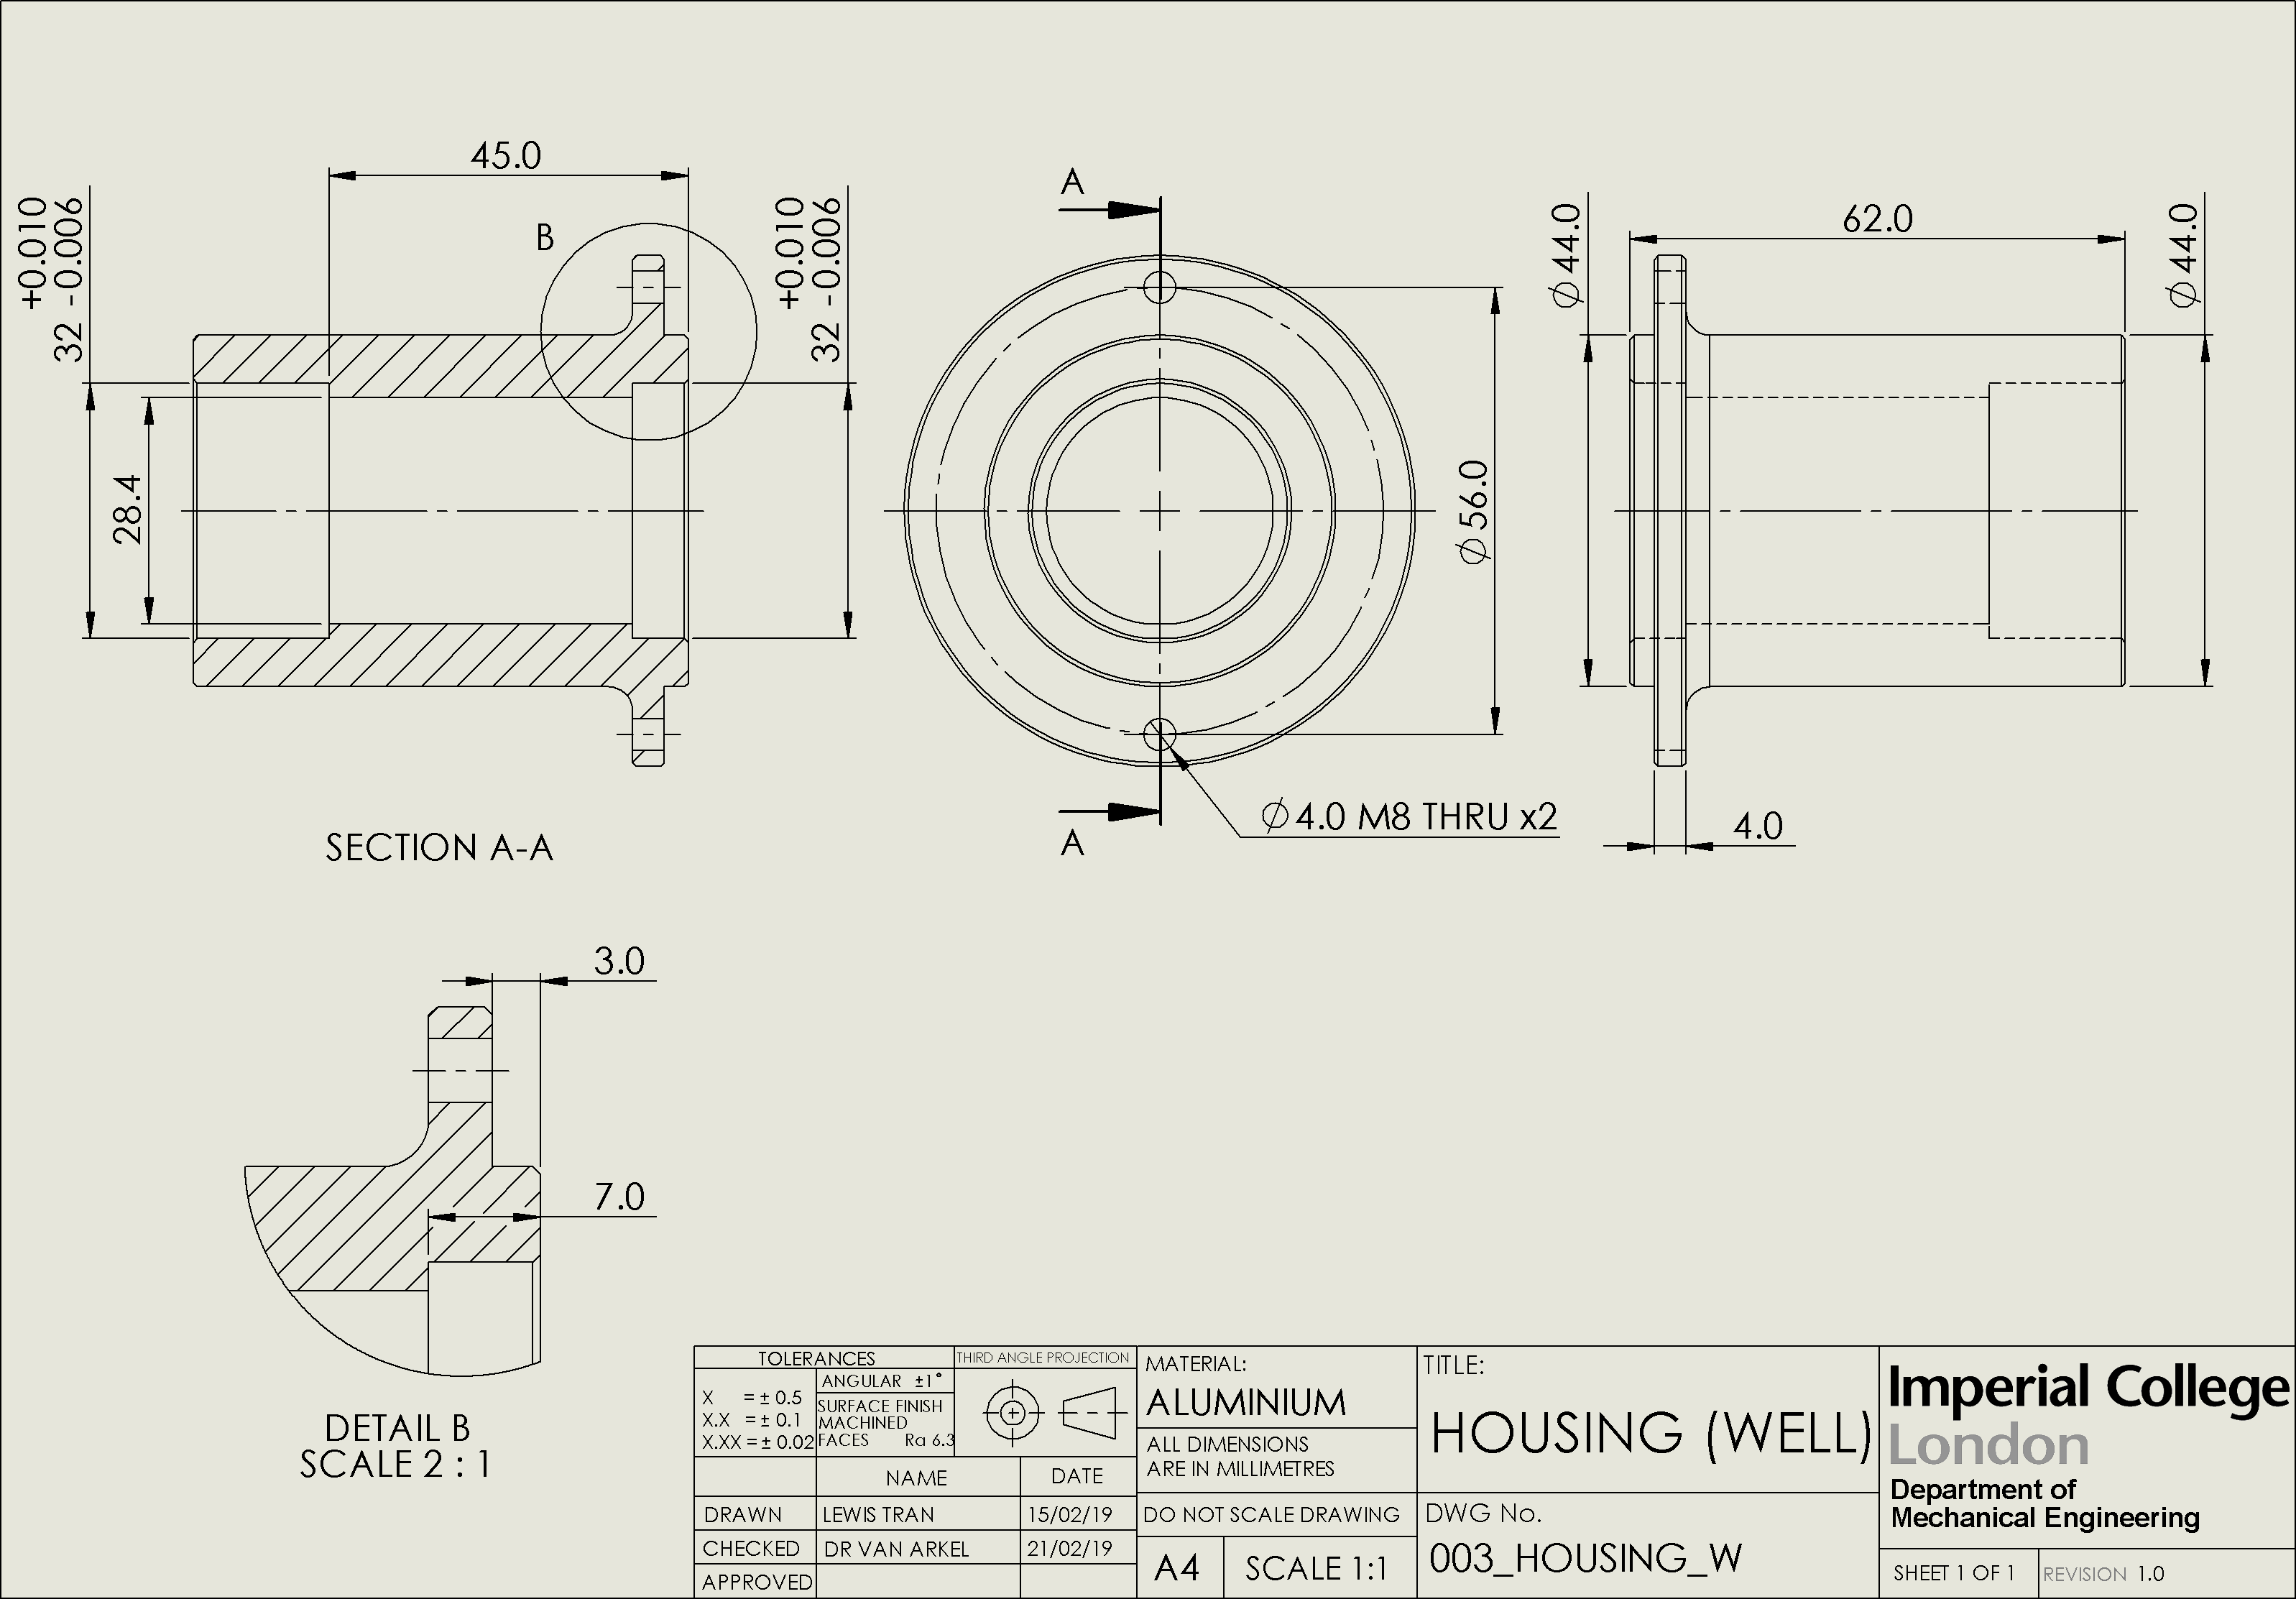 45.0
+0.010
32 -0.006
B
28.4
+0.010
32 -0.006
SECTION A-A
A
⌀56.0
⌀4.0 M8 THRU x2
A
⌀44.0
62.0
⌀44.0
4.0
3.0
7.0
DETAIL B
SCALE 2 : 1
TOLERANCES
X = ± 0.5
X.X = ± 0.1
X.XX = ± 0.02
ANGULAR ±1°
SURFACE FINISH
MACHINED
FACES Ra 6.3
THIRD ANGLE PROJECTION
NAME DATE
DRAWN LEWIS TRAN 15/02/19
CHECKED DR VAN ARKEL 21/02/19
APPROVED
MATERIAL:
ALUMINIUM
ALL DIMENSIONS
ARE IN MILLIMETRES
DO NOT SCALE DRAWING
A4 SCALE 1:1
TITLE:
HOUSING (WELL)
DWG No.
003_HOUSING_W
Imperial College
London
Department of
Mechanical Engineering
SHEET 1 OF 1 REVISION 1.0